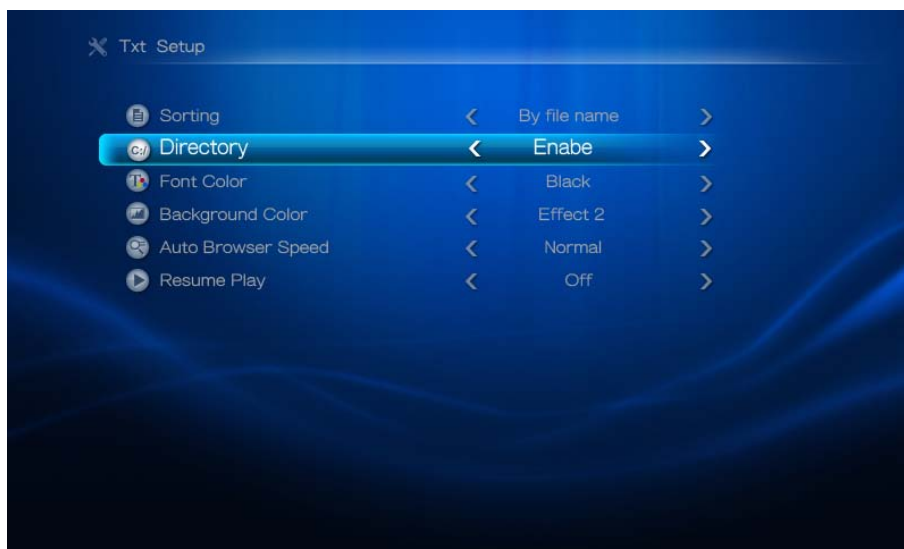 Txt Setup
Sorting By file name
C:/ Directory Enabe
T Font Color Black
Background Color Effect 2
Auto Browser Speed Normal
Resume Play Off